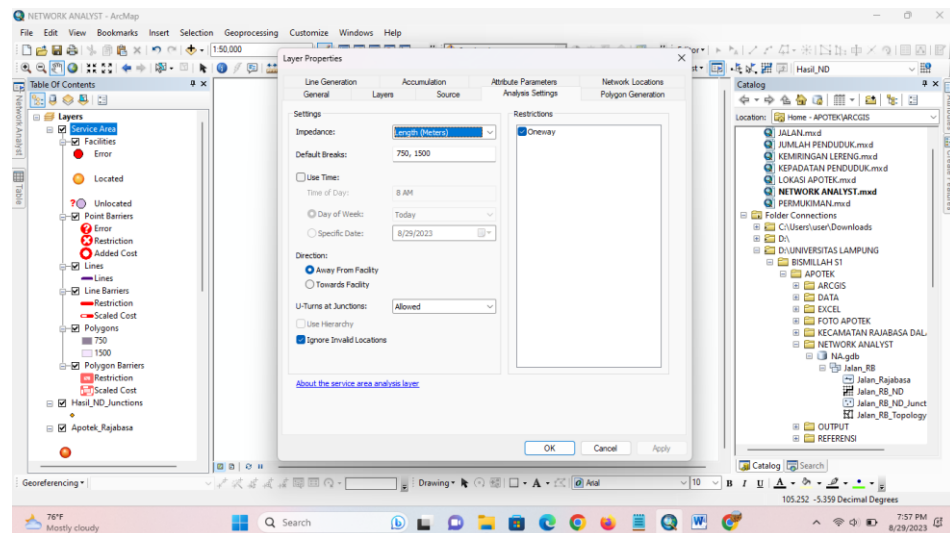 NETWORK ANALYST - ArcMap
File Edit View Bookmarks Insert Selection Geoprocessing Customize Windows Help
1:50,000
Hasil_ND
Table Of Contents
Network Analyst
Table
Layers
Service Area
Facilities
Error
Located
Unlocated
Point Barriers
Error
Restriction
Added Cost
Lines
Lines
Line Barriers
Restriction
Scaled Cost
Polygons
750
1500
Polygon Barriers
Restriction
Scaled Cost
Hasil_ND_Junctions
Apotek_Rajabasa
Layer Properties
Line Generation Accumulation Attribute Parameters Network Locations
General Layers Source Analysis Settings Polygon Generation
Settings
Impedance: Length (Meters)
Default Breaks: 750, 1500
Use Time:
Time of Day: 8 AM
Day of Week: Today
Specific Date: 8/29/2023
Direction:
Away From Facility
Towards Facility
U-Turns at Junctions: Allowed
Use Hierarchy
Ignore Invalid Locations
About the service area analysis layer
Restrictions
Oneway
OK Cancel Apply
Catalog
Location: Home - APOTEK\ARCGIS
JALAN.mxd
JUMLAH PENDUDUK.mxd
KEMIRINGAN LERENG.mxd
KEPADATAN PENDUDUK.mxd
LOKASI APOTEK.mxd
NETWORK ANALYST.mxd
PERMUKIMAN.mxd
Folder Connections
C:\Users\user\Downloads
D:\
D:\UNIVERSITAS LAMPUNG
BISMILLAH S1
APOTEK
ARCGIS
DATA
EXCEL
FOTO APOTEK
KECAMATAN RAJABASA DAL
NETWORK ANALYST
NA.gdb
Jalan_RB
Jalan_Rajabasa
Jalan_RB_ND
Jalan_RB_ND_Junct
Jalan_RB_Topology
OUTPUT
REFERENSI
Catalog Search
Georeferencing
Drawing A Arial 10 B I U A
105.252 -5.359 Decimal Degrees
76°F
Mostly cloudy
Search
7:57 PM
8/29/2023